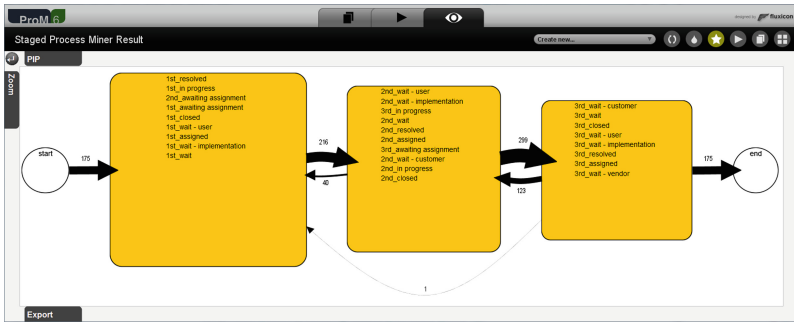 ProM 6
designed by fluxicon
Staged Process Miner Result
Create new...
PIP
Zoom
start
175
1st_resolved
1st_in progress
2nd_awaiting assignment
1st_awaiting assignment
1st_closed
1st_wait - user
1st_assigned
1st_wait - implementation
1st_wait
216
40
2nd_wait - user
2nd_wait - implementation
3rd_in progress
2nd_wait
2nd_resolved
2nd_assigned
3rd_awaiting assignment
2nd_wait - customer
2nd_in progress
2nd_closed
299
123
3rd_wait - customer
3rd_wait
3rd_closed
3rd_wait - user
3rd_wait - implementation
3rd_resolved
3rd_assigned
3rd_wait - vendor
175
end
1
Export